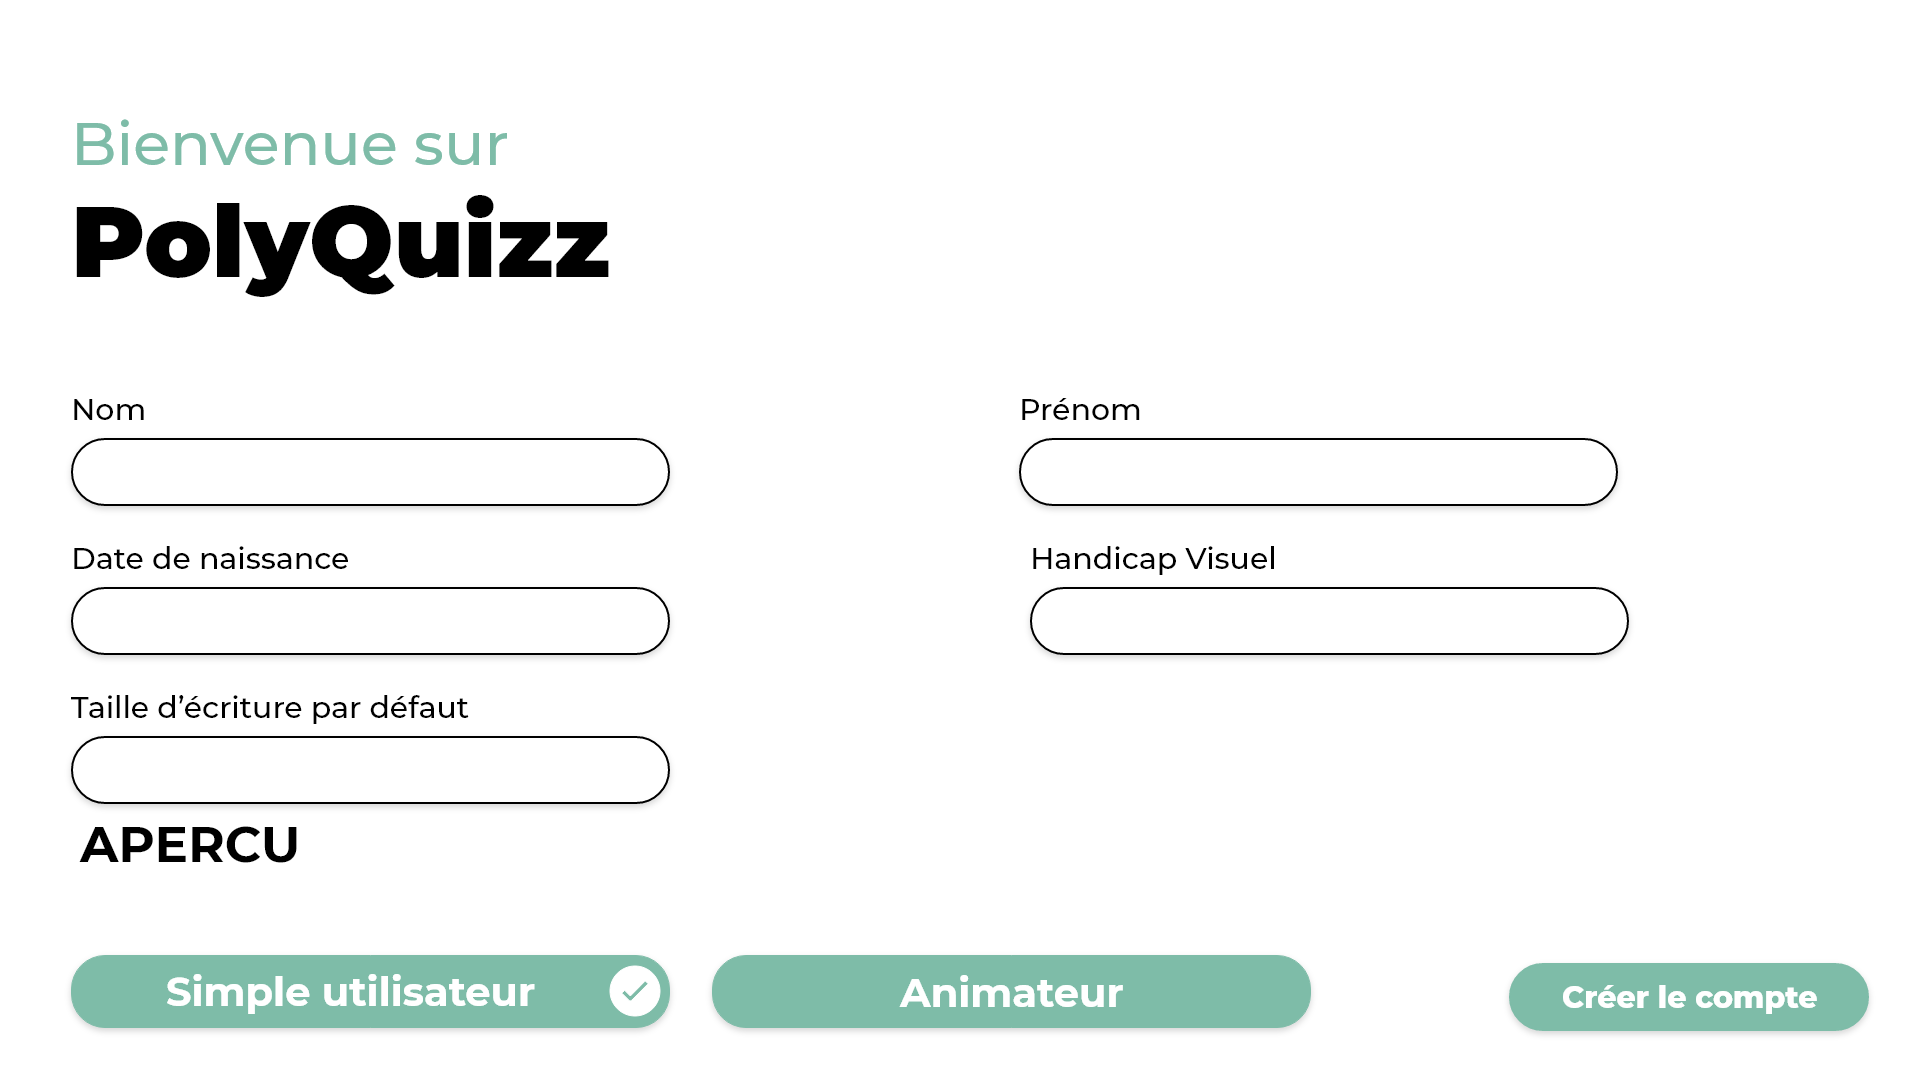 Bienvenue sur
PolyQuizz
Nom
Prénom
Date de naissance
Handicap Visuel
Taille d’écriture par défaut
APERCU
Simple utilisateur
Animateur
Créer le compte